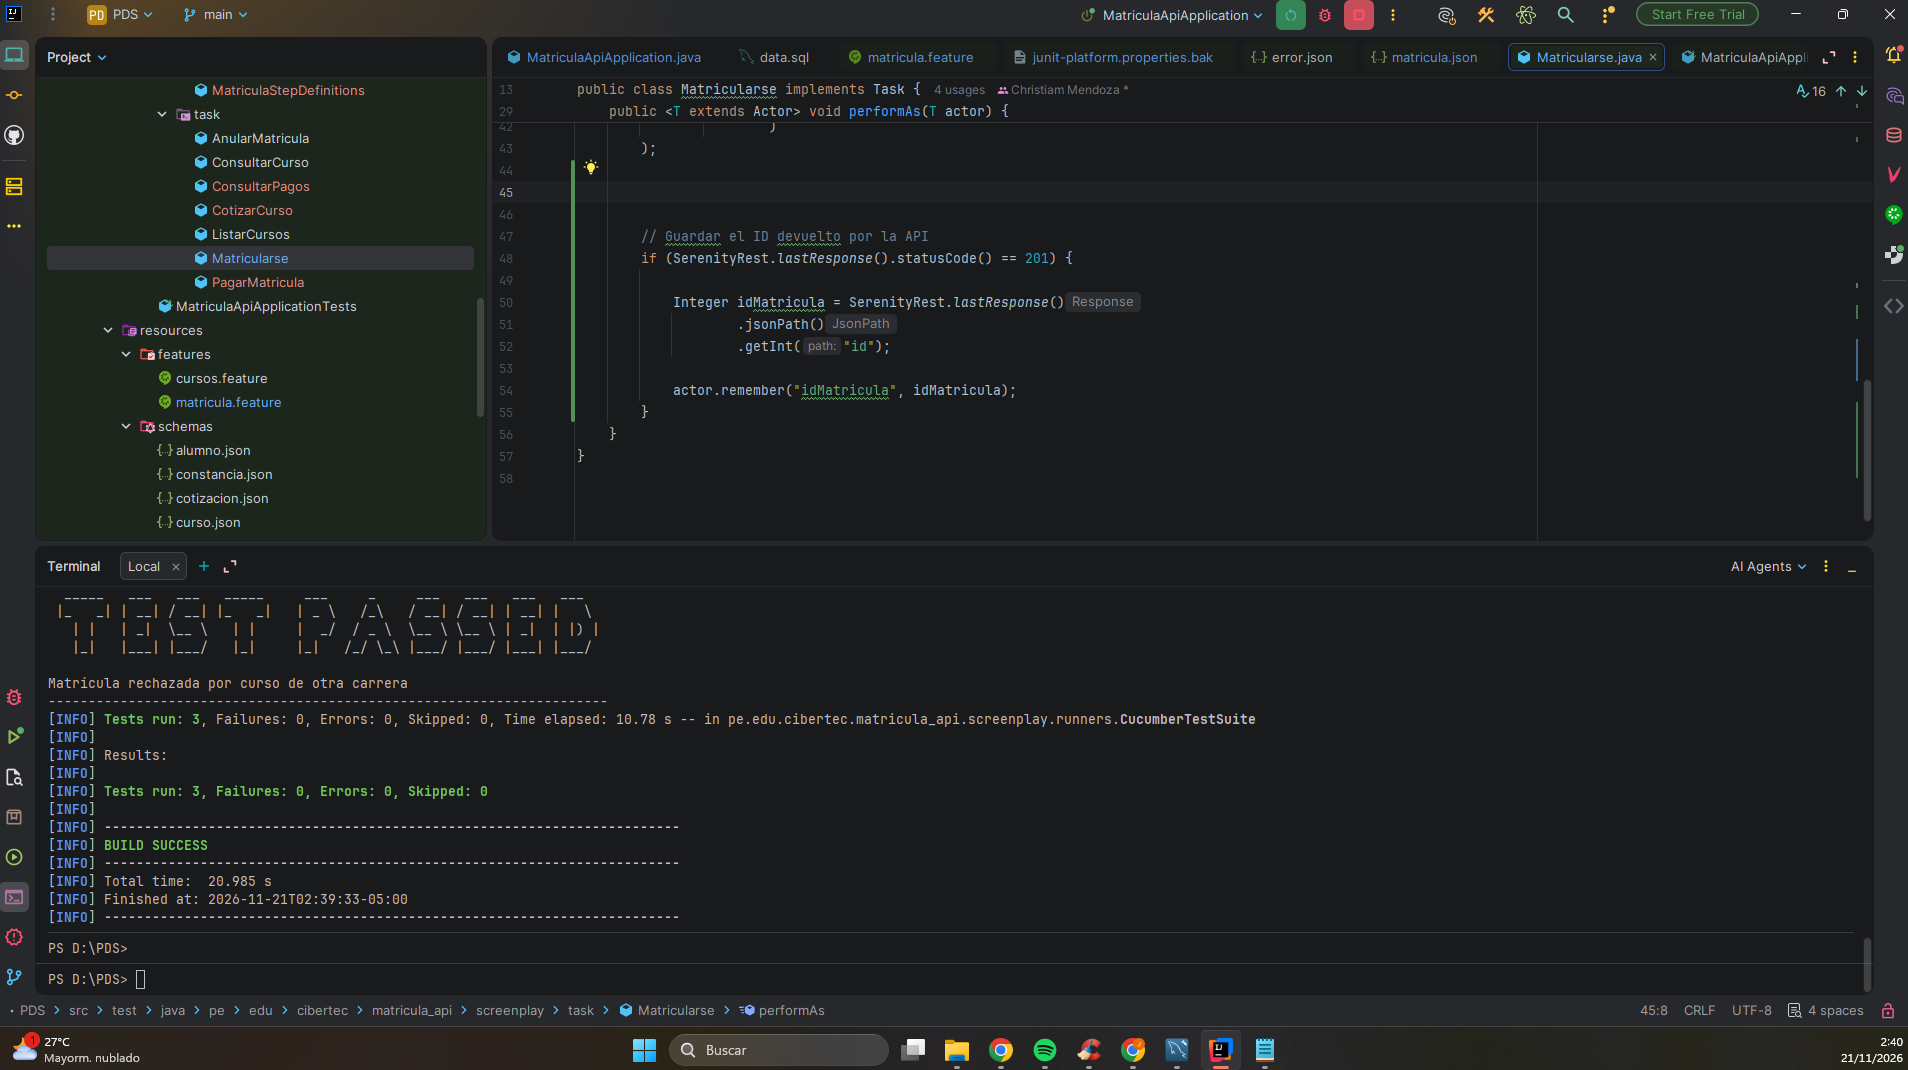 PD PDS main MatriculaApiApplication Start Free Trial
Project
MatriculaStepDefinitions
task
AnularMatricula
ConsultarCurso
ConsultarPagos
CotizarCurso
ListarCursos
Matricularse
PagarMatricula
MatriculaApiApplicationTests
resources
features
cursos.feature
matricula.feature
schemas
alumno.json
constancia.json
cotizacion.json
curso.json
MatriculaApiApplication.java data.sql matricula.feature junit-platform.properties.bak error.json matricula.json Matricularse.java MatriculaApiAppli
13 public class Matricularse implements Task { 4 usages Christiam Mendoza *
16
29 public <T extends Actor> void performAs(T actor) {
42 )
43 );
44
45
46
47 // Guardar el ID devuelto por la API
48 if (SerenityRest.lastResponse().statusCode() == 201) {
49
50 Integer idMatricula = SerenityRest.lastResponse() Response
51 .jsonPath() JsonPath
52 .getInt( path: "id");
53
54 actor.remember("idMatricula", idMatricula);
55 }
56 }
57 }
58
Terminal Local AI Agents
TEST PASSED
Matrícula rechazada por curso de otra carrera
----------------------------------------------------------------------
[INFO] Tests run: 3, Failures: 0, Errors: 0, Skipped: 0, Time elapsed: 10.78 s -- in pe.edu.cibertec.matricula_api.screenplay.runners.CucumberTestSuite
[INFO]
[INFO] Results:
[INFO]
[INFO] Tests run: 3, Failures: 0, Errors: 0, Skipped: 0
[INFO]
[INFO] ------------------------------------------------------------------------
[INFO] BUILD SUCCESS
[INFO] ------------------------------------------------------------------------
[INFO] Total time:  20.985 s
[INFO] Finished at: 2026-11-21T02:39:33-05:00
[INFO] ------------------------------------------------------------------------
PS D:\PDS>
PS D:\PDS>
PDS > src > test > java > pe > edu > cibertec > matricula_api > screenplay > task > Matricularse > performAs 45:8 CRLF UTF-8 4 spaces
1 27°C
Mayorm. nublado
Buscar
2:40
21/11/2026